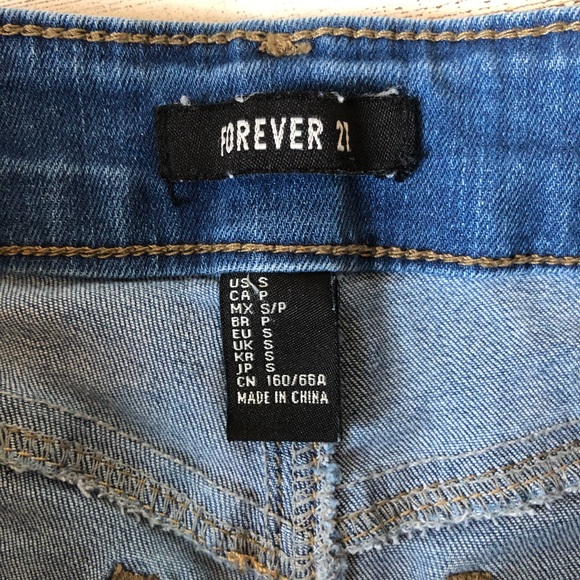 FOREVER 21
US S
CA P
MX S/P
BR P
EU S
UK S
KR S
JP S
CN 160/66A
MADE IN CHINA